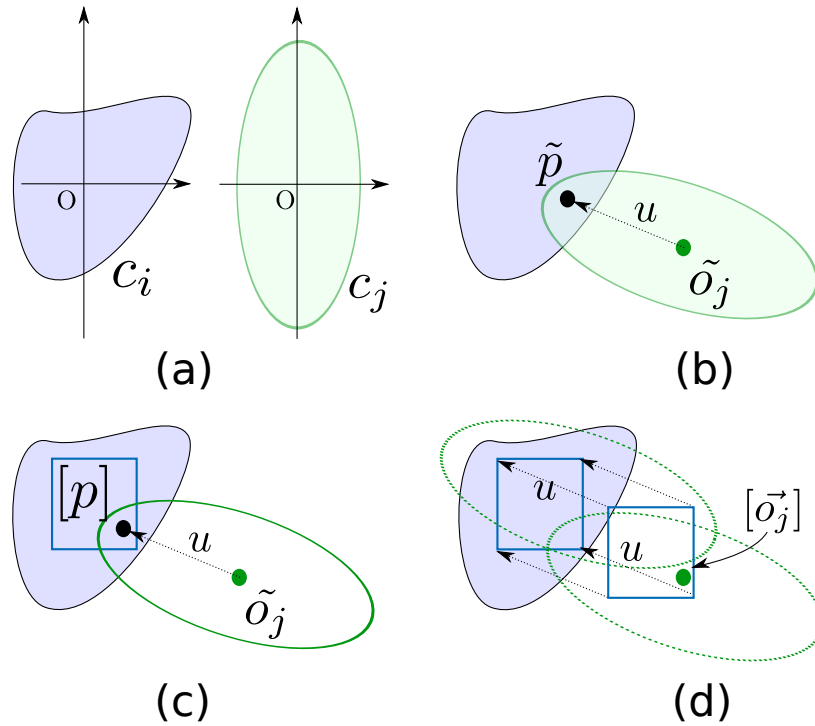 O
O
c_i
c_j
(a)
p̃
u
õ_j
(b)
[p]
u
õ_j
(c)
u
[o⃗_j]
u
(d)